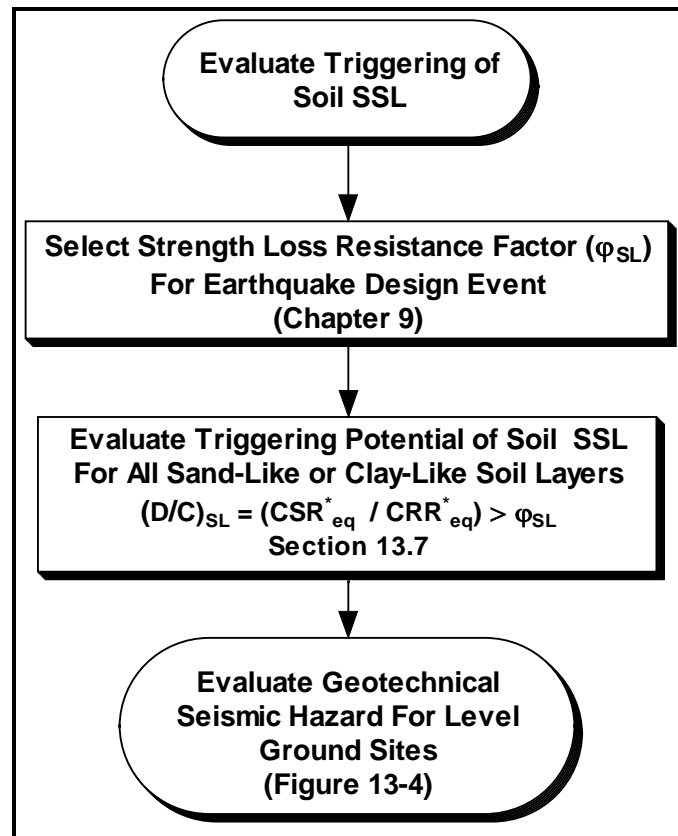 Evaluate Triggering of
Soil SSL
Select Strength Loss Resistance Factor (φSL)
For Earthquake Design Event
(Chapter 9)
Evaluate Triggering Potential of Soil SSL
For All Sand-Like or Clay-Like Soil Layers
(D/C)SL = (CSR*eq / CRR*eq) > φSL
Section 13.7
Evaluate Geotechnical
Seismic Hazard For Level
Ground Sites
(Figure 13-4)